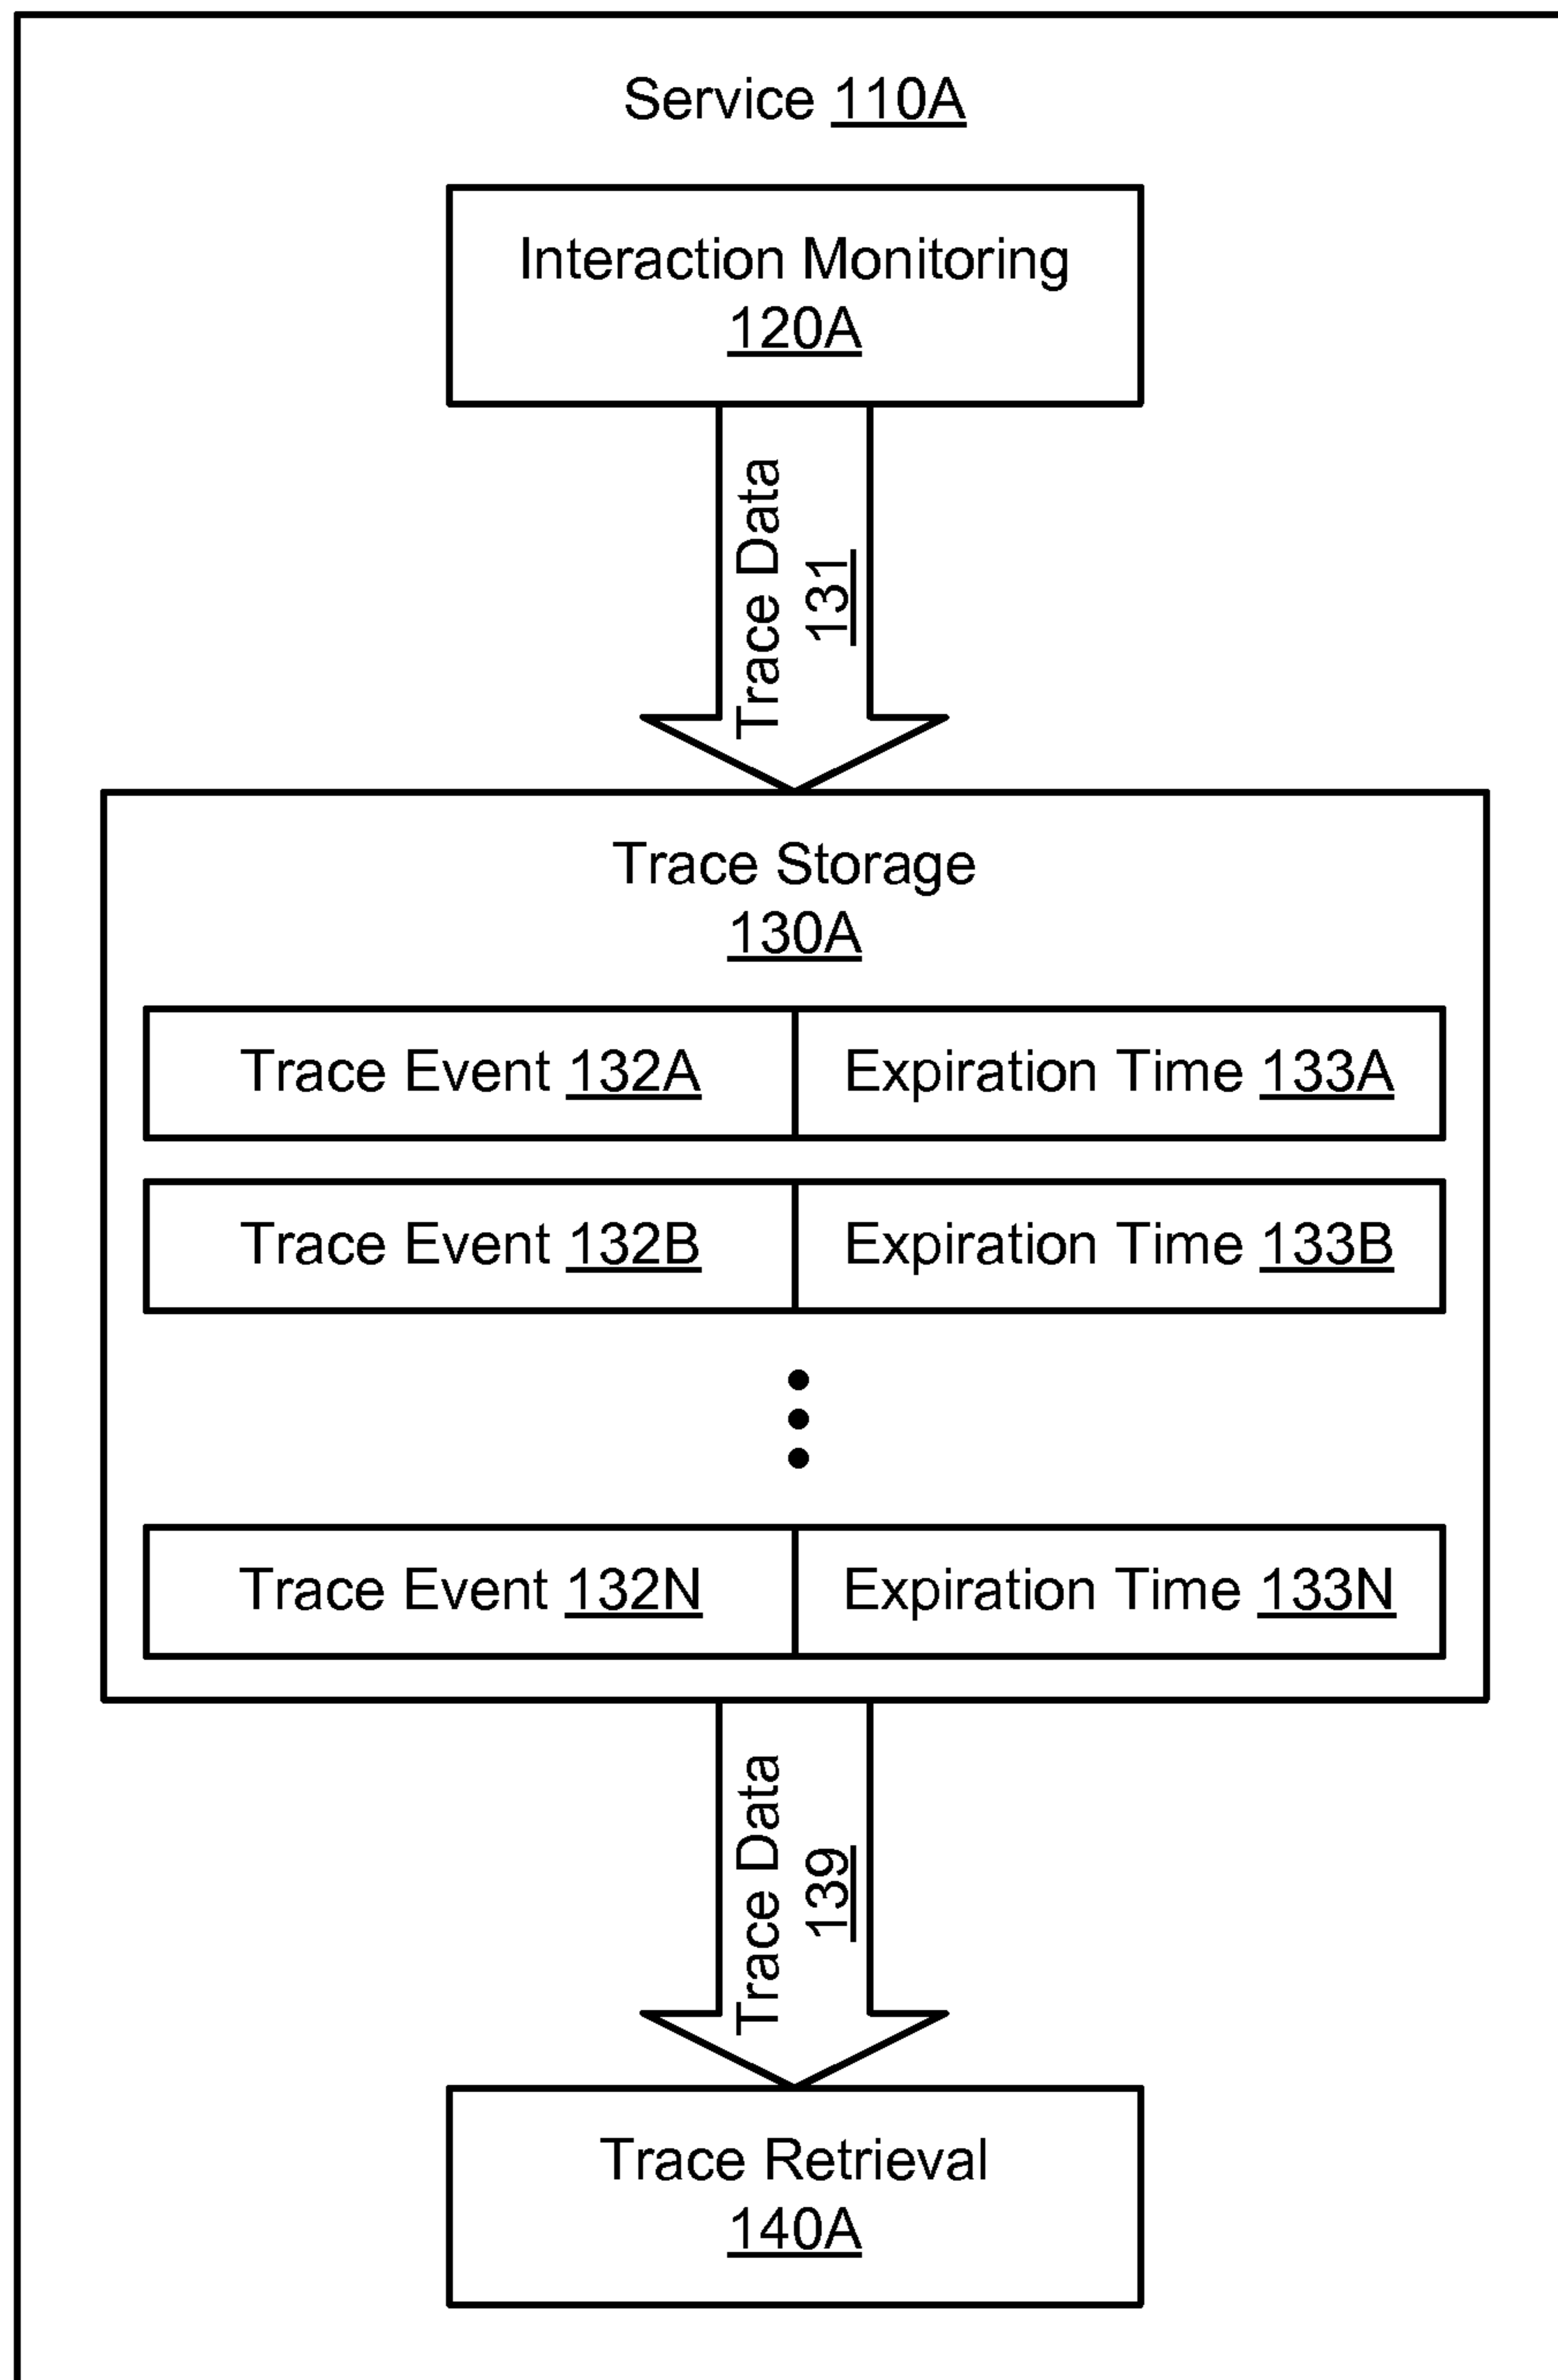 Service 110A
Interaction Monitoring
120A
Trace Data
131
Trace Storage
130A
Trace Event 132A
Expiration Time 133A
Trace Event 132B
Expiration Time 133B
Trace Event 132N
Expiration Time 133N
Trace Data
139
Trace Retrieval
140A